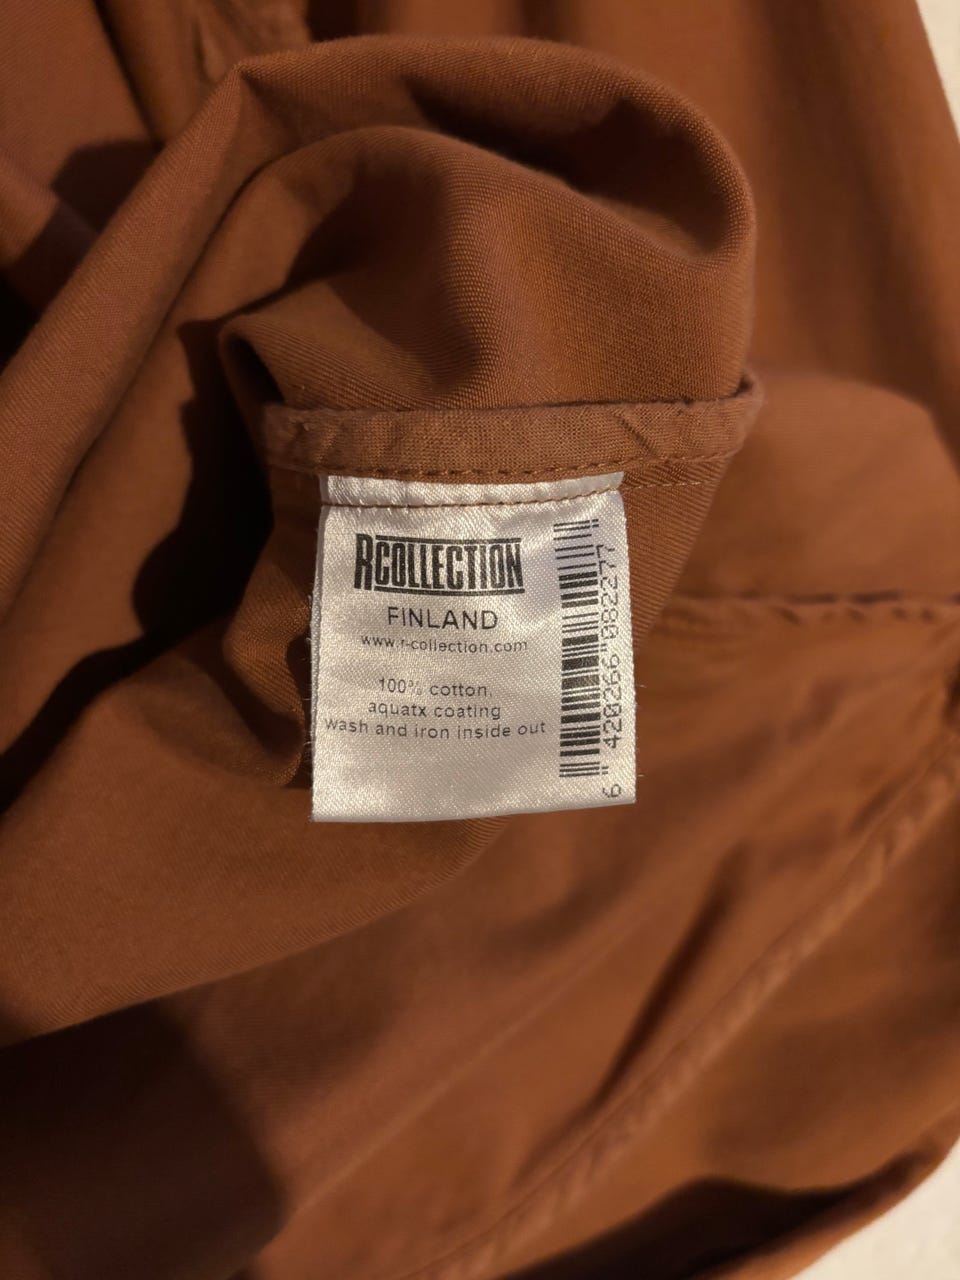 RCOLLECTION
FINLAND
www.r-collection.com
100% cotton,
aquatx coating
wash and iron inside out
6 "420266"082277